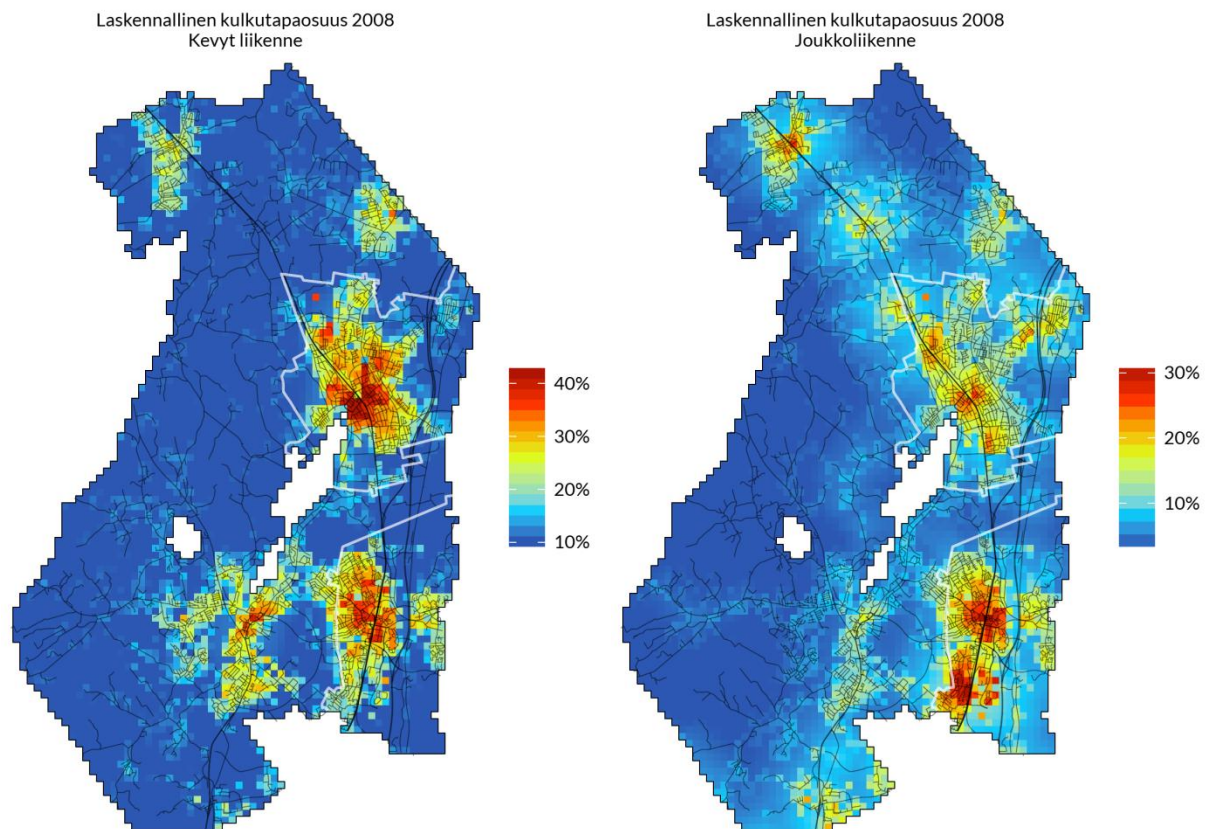 Laskennallinen kulkutapaosuus 2008
Kevyt liikenne
40%
30%
20%
10%
Laskennallinen kulkutapaosuus 2008
Joukkoliikenne
30%
20%
10%